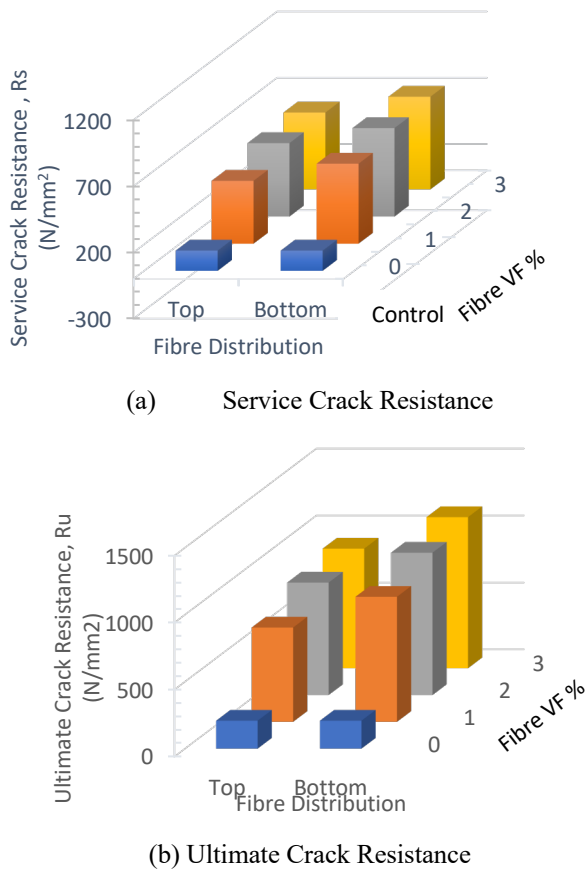 1200
700
200
-300
Service Crack Resistance , Rs
(N/mm²)
Top
Bottom
Fibre Distribution
0
1
2
3
Control
Fibre VF %
(a) Service Crack Resistance
1500
1000
500
0
Ultimate Crack Resistance, Ru
(N/mm2)
Top
Bottom
Fibre Distribution
0
1
2
3
Fibre VF %
(b) Ultimate Crack Resistance